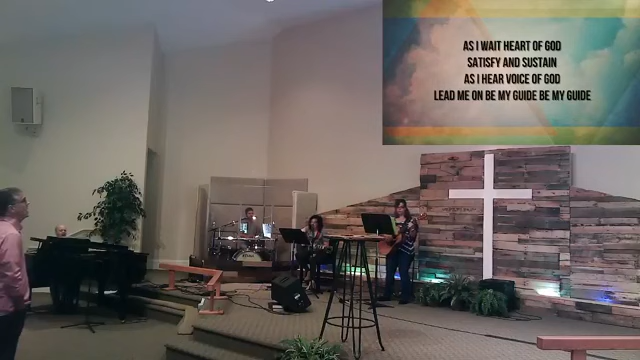 AS I WAIT HEART OF GOD
SATISFY AND SUSTAIN
AS I HEAR VOICE OF GOD
LEAD ME ON BE MY GUIDE BE MY GUIDE